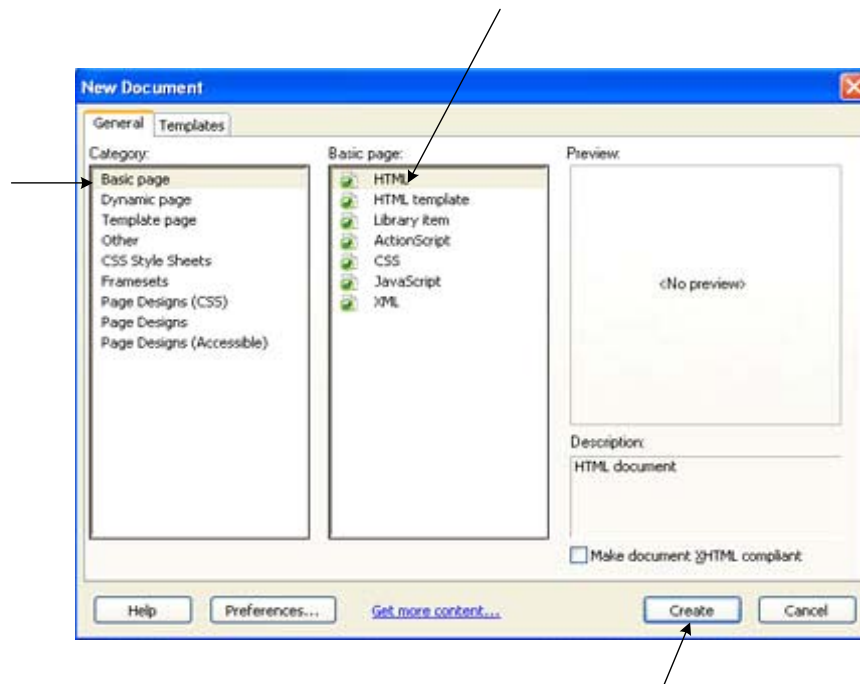 New Document
General Templates
Category:
Basic page
Dynamic page
Template page
Other
CSS Style Sheets
Framesets
Page Designs (CSS)
Page Designs
Page Designs (Accessible)
Basic page:
HTML
HTML template
Library item
ActionScript
CSS
JavaScript
XML
Preview:
<No preview>
Description:
HTML document
Make document XHTML compliant
Help Preferences... Get more content... Create Cancel